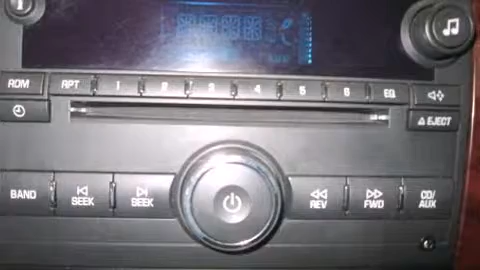 RDM RPT 1 2 3 4 5 6 EQ
EJECT
BAND SEEK SEEK REV FWD CD/AUX